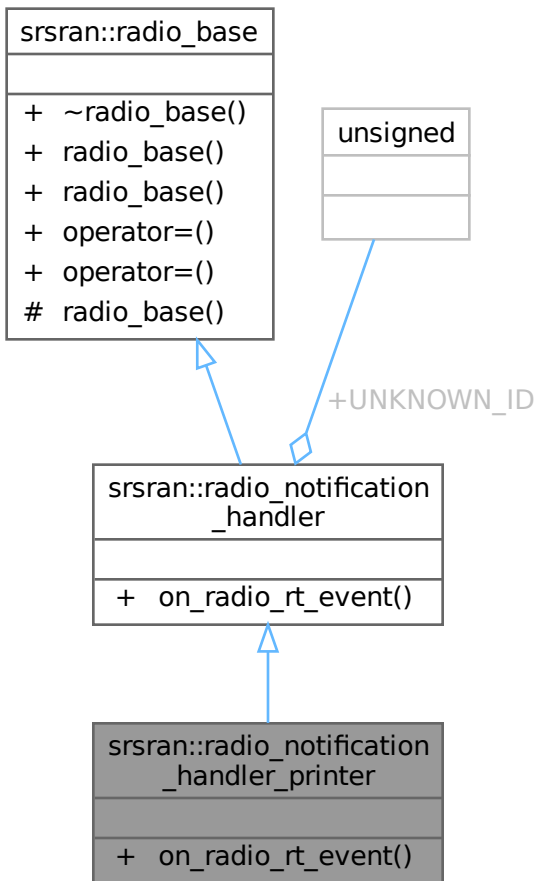 srsran::radio_base
+ ~radio_base()
+ radio_base()
+ radio_base()
+ operator=()
+ operator=()
# radio_base()
unsigned
+UNKNOWN_ID
srsran::radio_notification
_handler
+ on_radio_rt_event()
srsran::radio_notification
_handler_printer
+ on_radio_rt_event()